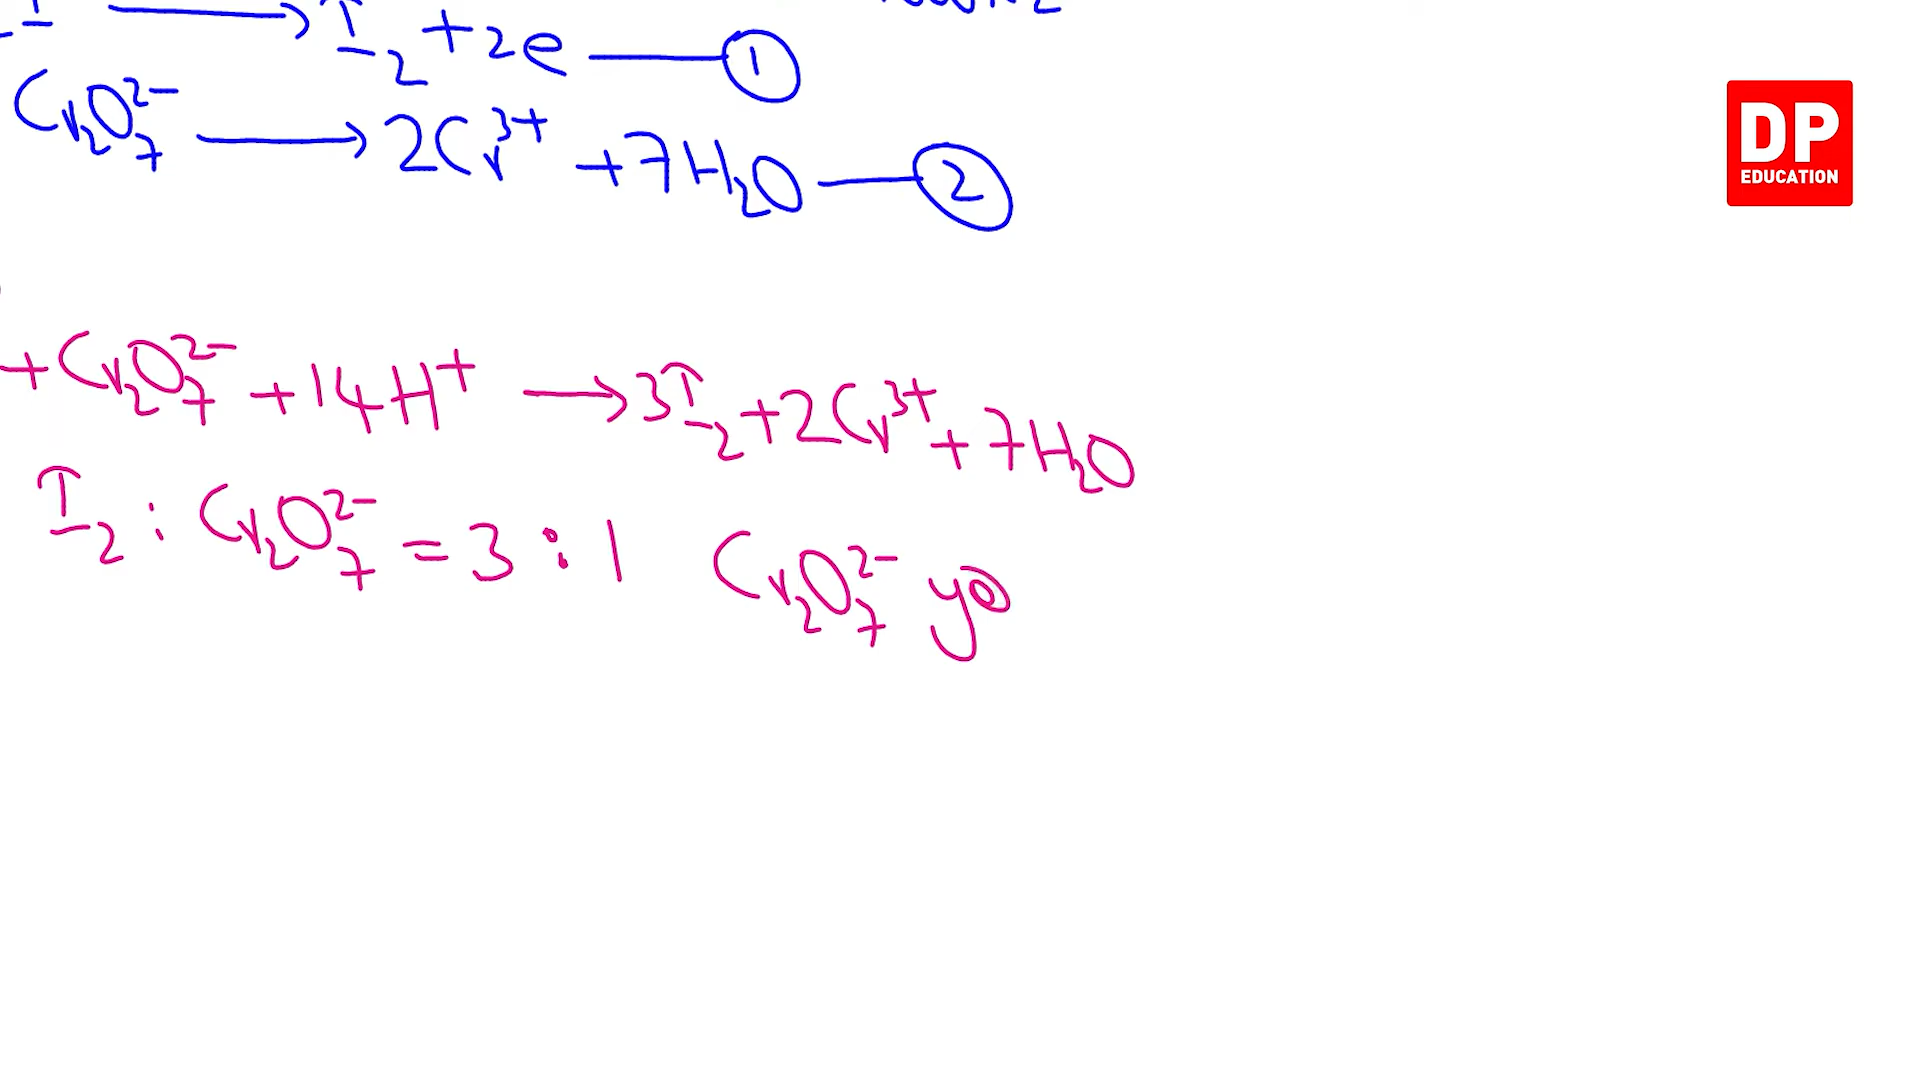 I → I₂ + 2e — 1
Cr₂O₇²⁻ → 2Cr³⁺ + 7H₂O — 2
DP
EDUCATION
+ Cr₂O₇²⁻ + 14H⁺ → 3I₂ + 2Cr³⁺ + 7H₂O
I₂ : Cr₂O₇²⁻ = 3 : 1 Cr₂O₇²⁻